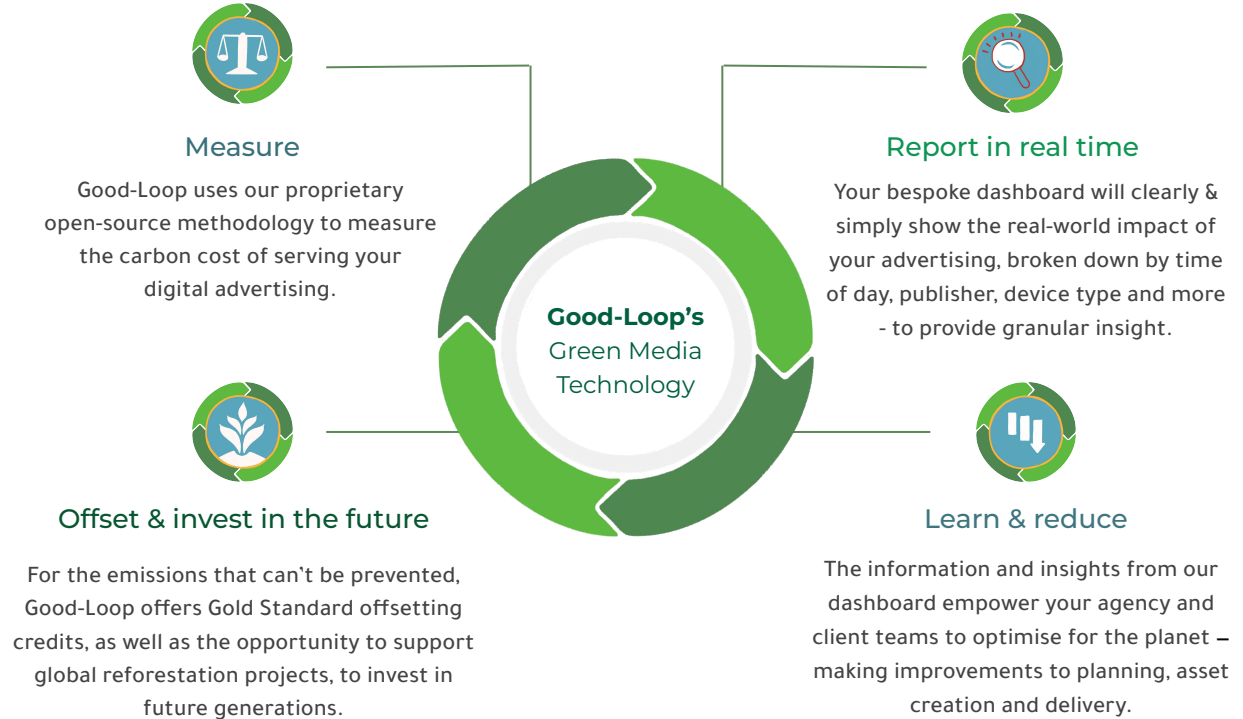 Measure
Good-Loop uses our proprietary
open-source methodology to measure
the carbon cost of serving your
digital advertising.
Report in real time
Your bespoke dashboard will clearly &
simply show the real-world impact of
your advertising, broken down by time
of day, publisher, device type and more
- to provide granular insight.
Good-Loop’s
Green Media
Technology
Offset & invest in the future
For the emissions that can’t be prevented,
Good-Loop offers Gold Standard offsetting
credits, as well as the opportunity to support
global reforestation projects, to invest in
future generations.
Learn & reduce
The information and insights from our
dashboard empower your agency and
client teams to optimise for the planet –
making improvements to planning, asset
creation and delivery.